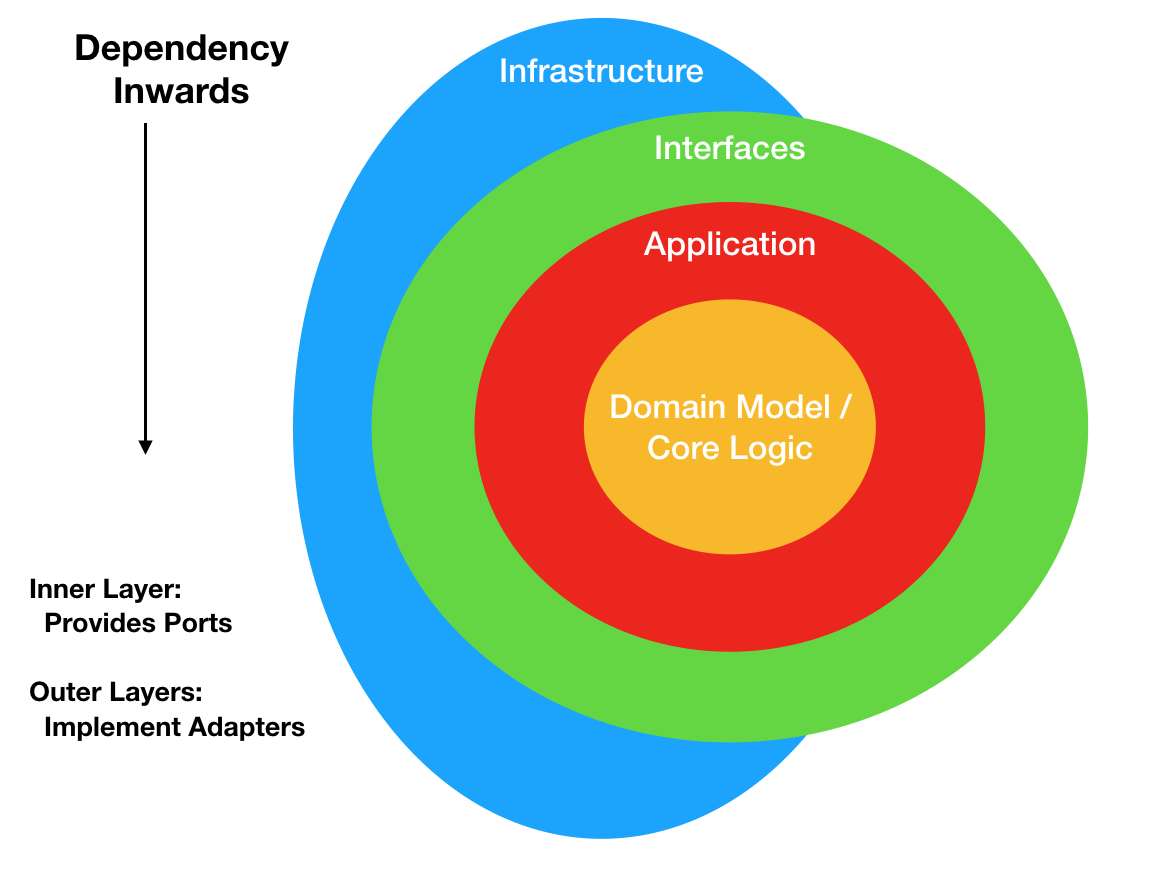 Dependency
Inwards
Infrastructure
Interfaces
Application
Domain Model /
Core Logic
Inner Layer:
Provides Ports
Outer Layers:
Implement Adapters